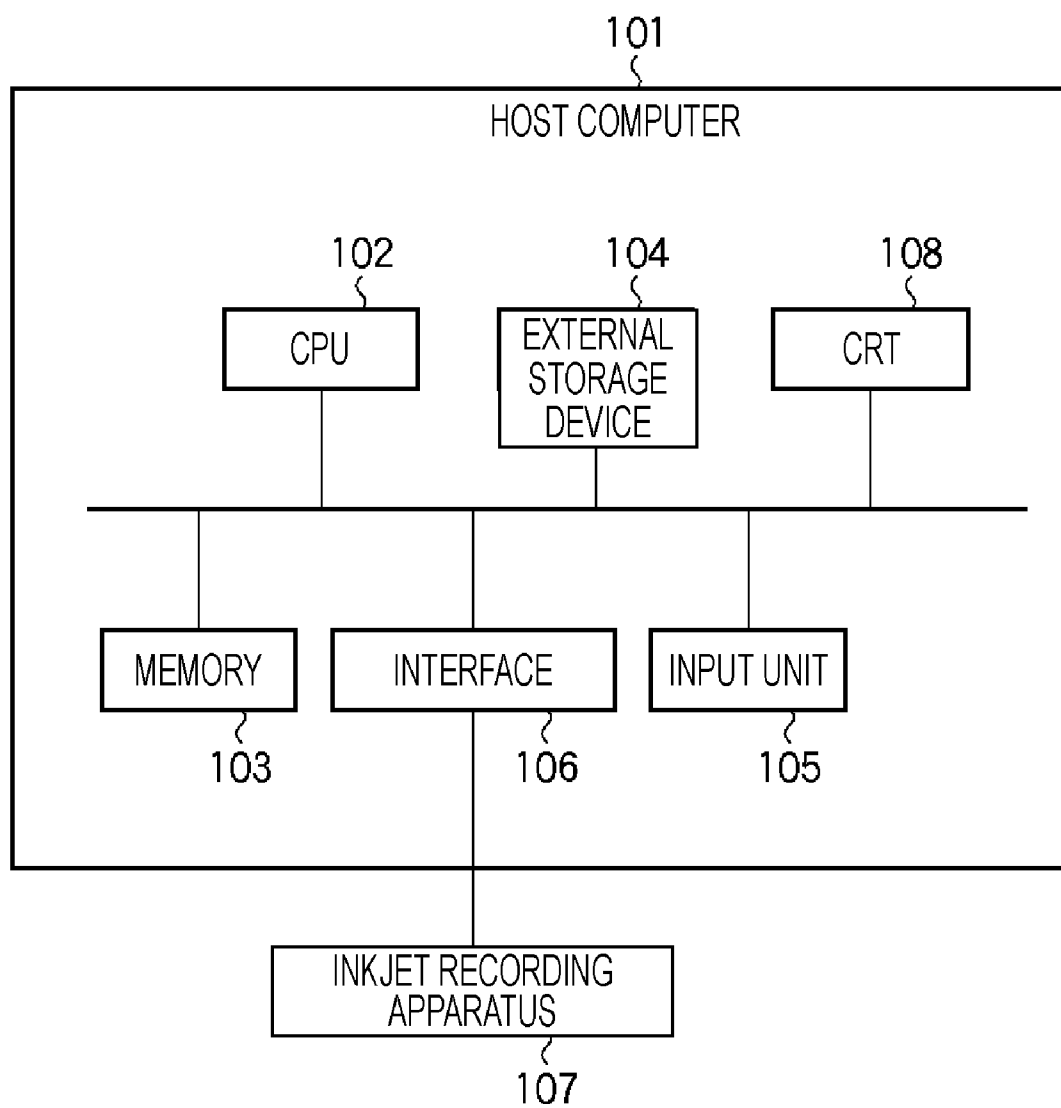 101
HOST COMPUTER
102
104
108
CPU
EXTERNAL
STORAGE
DEVICE
CRT
MEMORY
INTERFACE
INPUT UNIT
103
106
105
INKJET RECORDING
APPARATUS
107